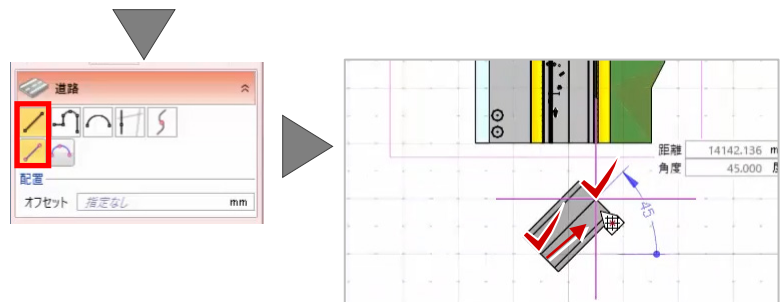 道路
配置
オフセット 指定なし mm
距離 14142.136 m
角度 45.000 度
45